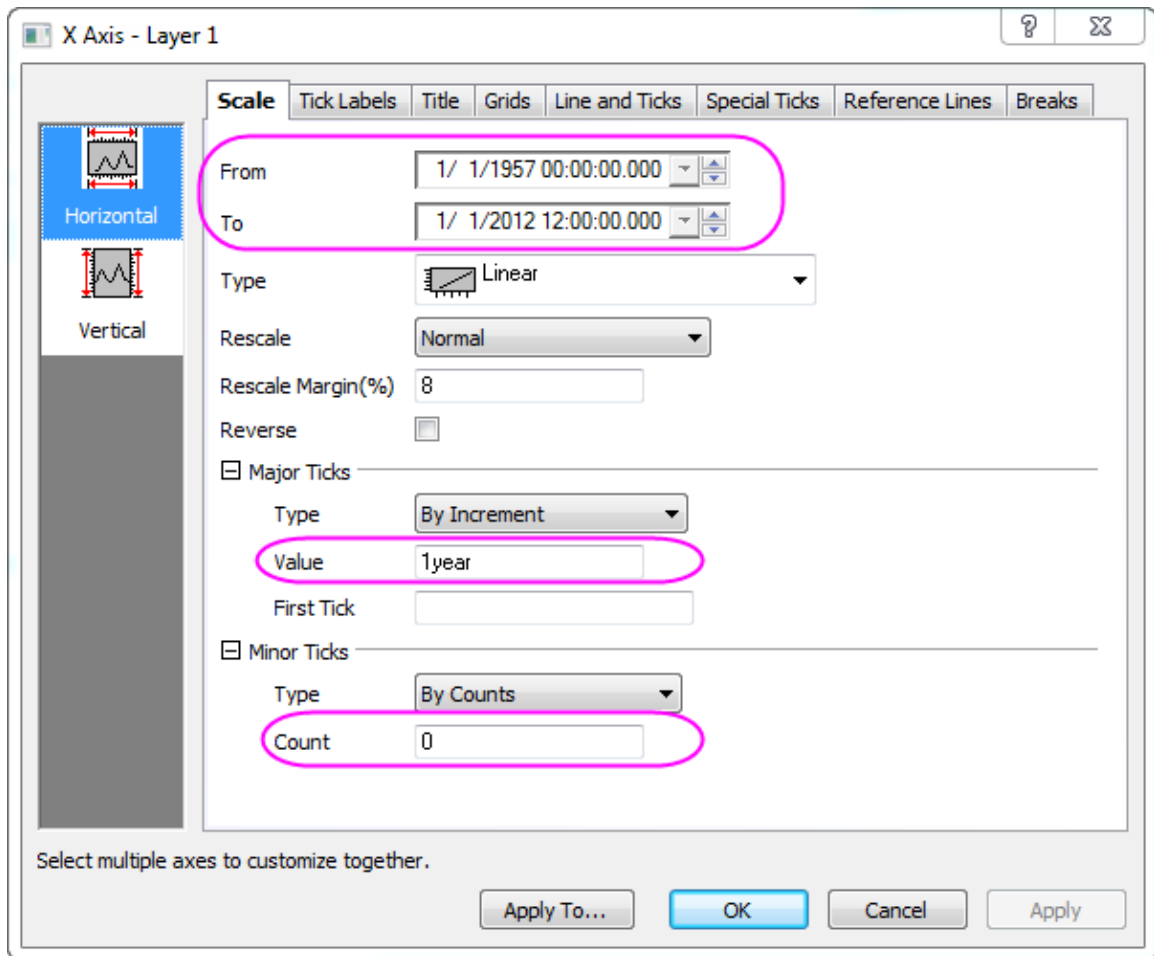 X Axis - Layer 1
Scale Tick Labels Title Grids Line and Ticks Special Ticks Reference Lines Breaks
Horizontal
Vertical
From 1/ 1/1957 00:00:00.000
To 1/ 1/2012 12:00:00.000
Type Linear
Rescale Normal
Rescale Margin(%) 8
Reverse
Major Ticks
Type By Increment
Value 1year
First Tick
Minor Ticks
Type By Counts
Count 0
Select multiple axes to customize together.
Apply To... OK Cancel Apply